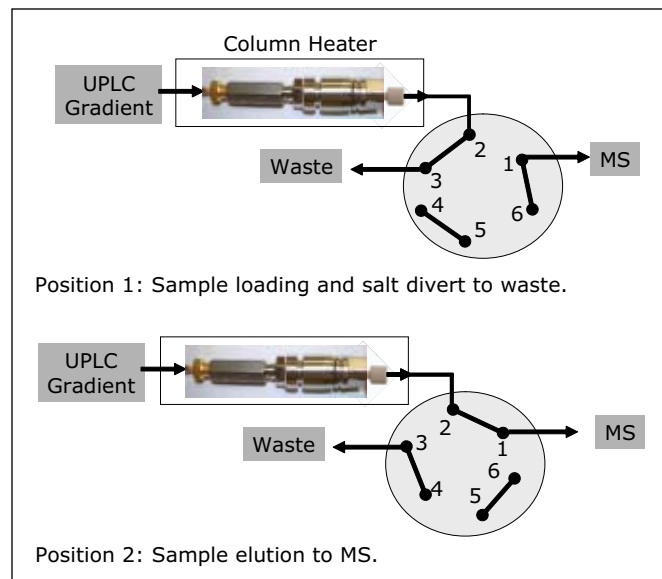 Column Heater
UPLC
Gradient
2
Waste
1
MS
3
4
6
5
Position 1: Sample loading and salt divert to waste.
UPLC
Gradient
2
MS
Waste
3
1
6
4
5
Position 2: Sample elution to MS.